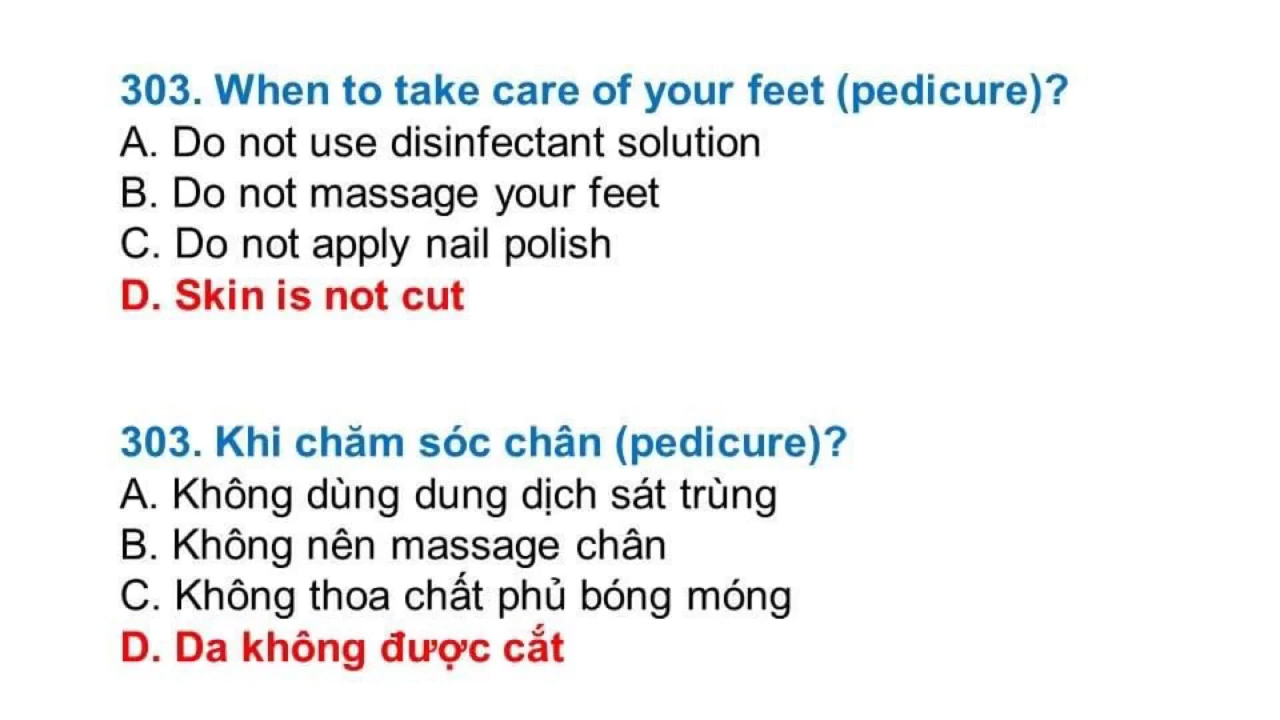 303. When to take care of your feet (pedicure)?
A. Do not use disinfectant solution
B. Do not massage your feet
C. Do not apply nail polish
D. Skin is not cut
303. Khi chăm sóc chân (pedicure)?
A. Không dùng dung dịch sát trùng
B. Không nên massage chân
C. Không thoa chất phủ bóng móng
D. Da không được cắt